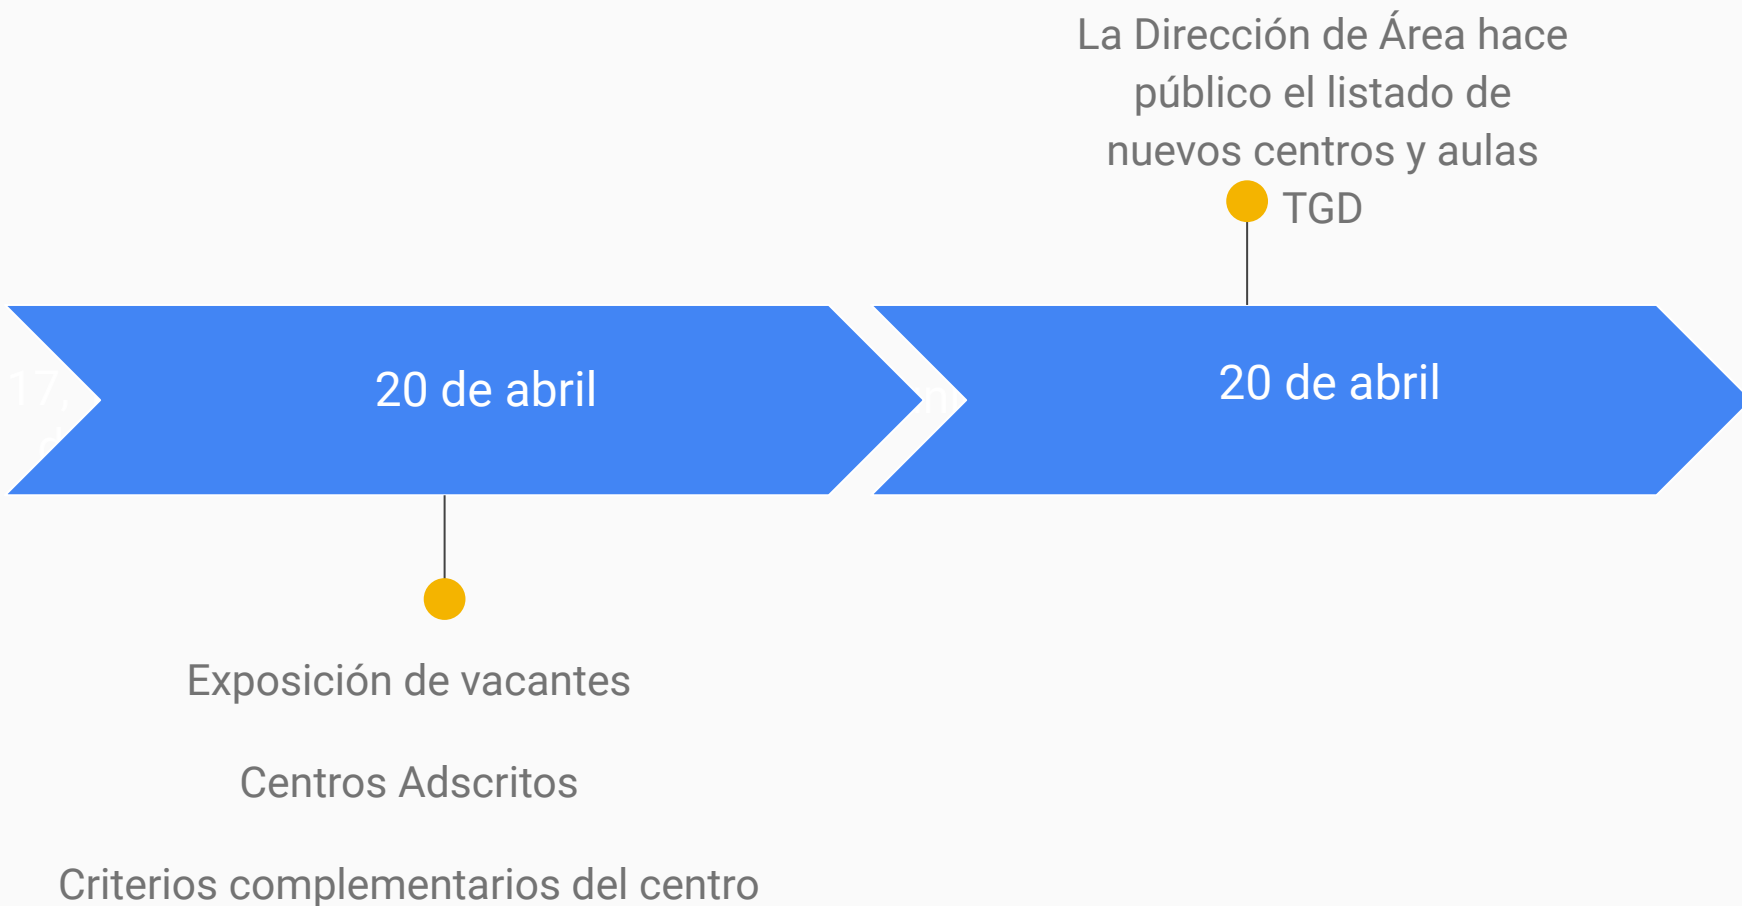 La Dirección de Área hace
público el listado de
nuevos centros y aulas
TGD
20 de abril
20 de abril
Exposición de vacantes
Centros Adscritos
Criterios complementarios del centro